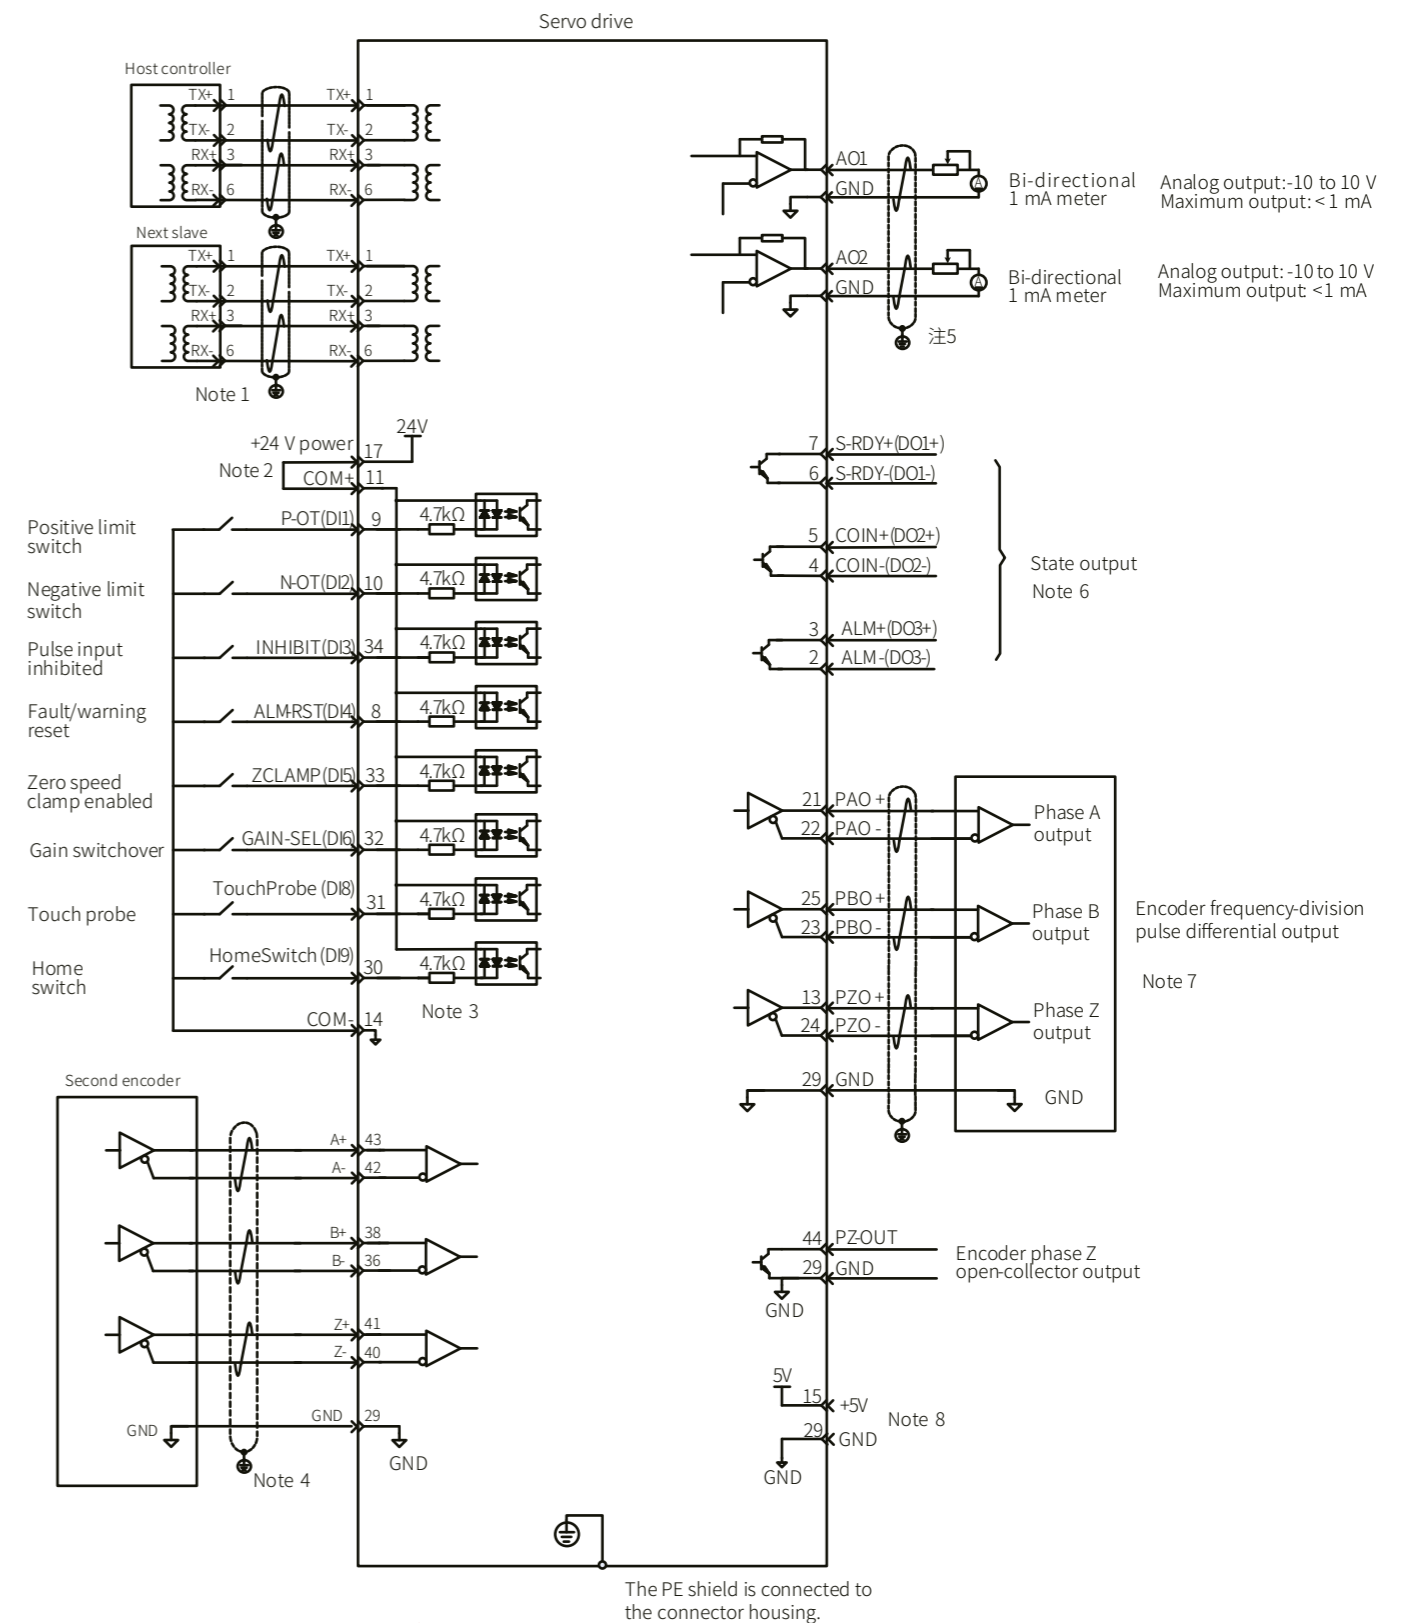 Servo drive
Host controller
TX+ 1 TX+ 1
TX- 2 TX- 2
RX+ 3 RX+ 3
RX- 6 RX- 6
Next slave
TX+ 1 TX+ 1
TX- 2 TX- 2
RX+ 3 RX+ 3
RX- 6 RX- 6
Note 1
AO1
GND
A
Bi-directional
1 mA meter
Analog output:-10 to 10 V
Maximum output: < 1 mA
AO2
GND
A
Bi-directional
1 mA meter
Analog output: -10 to 10 V
Maximum output: <1 mA
注5
+24 V power 17 24V
Note 2
COM+ 11
Positive limit
switch
P-OT(DI1) 9 4.7kΩ
Negative limit
switch
N-OT(DI2) 10 4.7kΩ
Pulse input
inhibited
INHIBIT(DI3) 34 4.7kΩ
Fault/warning
reset
ALM-RST(DI4) 8 4.7kΩ
Zero speed
clamp enabled
ZCLAMP(DI5) 33 4.7kΩ
Gain switchover
GAIN-SEL(DI6) 32 4.7kΩ
Touch probe
TouchProbe (DI8) 31 4.7kΩ
Home
switch
HomeSwitch (DI9) 30 4.7kΩ
Note 3
COM- 14
7 S-RDY+(DO1+)
6 S-RDY-(DO1-)
5 COIN+(DO2+)
4 COIN-(DO2-)
3 ALM+(DO3+)
2 ALM-(DO3-)
State output
Note 6
21 PAO +
22 PAO -
Phase A
output
25 PBO +
23 PBO -
Phase B
output
13 PZO +
24 PZO -
Phase Z
output
29 GND
GND
Encoder frequency-division
pulse differential output
Note 7
Second encoder
A+ 43
A- 42
B+ 38
B- 36
Z+ 41
Z- 40
GND GND 29
GND
Note 4
44 PZ-OUT
29 GND
GND
Encoder phase Z
open-collector output
5V
15 +5V
29 GND
GND
Note 8
The PE shield is connected to
the connector housing.